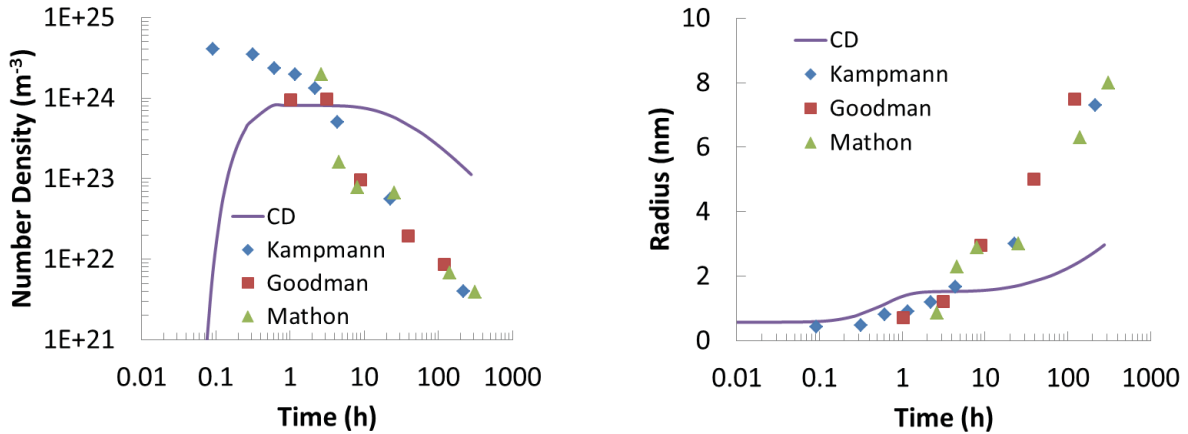 1E+25
1E+24
1E+23
1E+22
1E+21
Number Density (m-3)
CD
Kampmann
Goodman
Mathon
0.01 0.1 1 10 100 1000
Time (h)
10
8
6
4
2
0
Radius (nm)
CD
Kampmann
Goodman
Mathon
0.01 0.1 1 10 100 1000
Time (h)